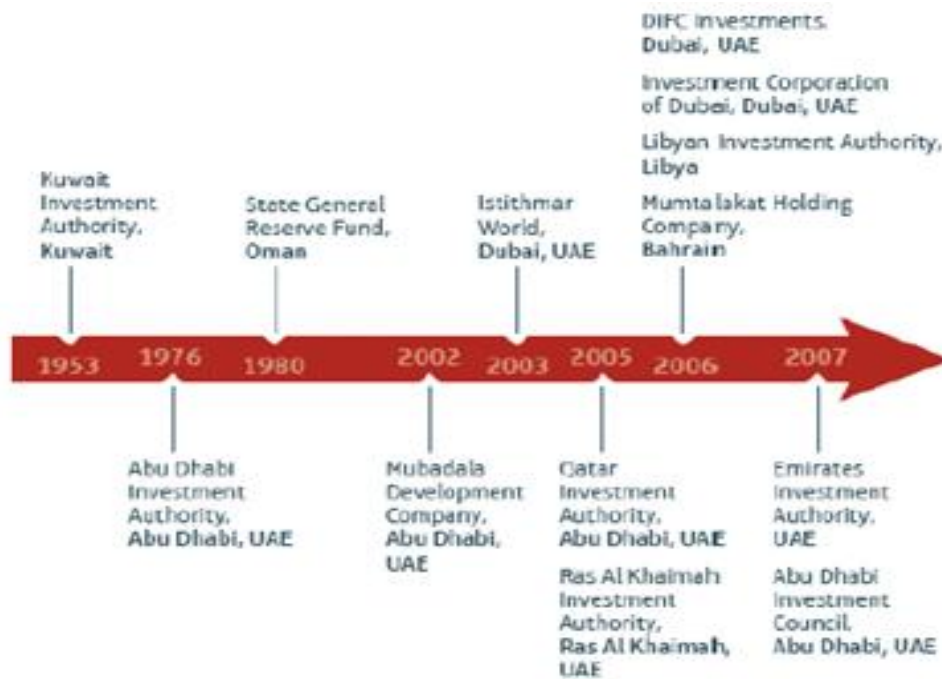 DIFC Investments,
Dubai, UAE
Investment Corporation
of Dubai, Dubai, UAE
Libyan Investment Authority,
Libya
Mumtalakat Holding
Company,
Bahrain
Kuwait
Investment
Authority,
Kuwait
State General
Reserve Fund,
Oman
Istithmar
World,
Dubai, UAE
1953
1976
1980
2002
2003
2005
2006
2007
Abu Dhabi
Investment
Authority,
Abu Dhabi, UAE
Mubadala
Development
Company,
Abu Dhabi,
UAE
Qatar
Investment
Authority,
Abu Dhabi, UAE
Ras Al Khaimah
Investment
Authority,
Ras Al Khaimah,
UAE
Emirates
Investment
Authority,
UAE
Abu Dhabi
Investment
Council,
Abu Dhabi, UAE